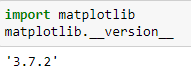 import matplotlib
matplotlib.__version__
'3.7.2'